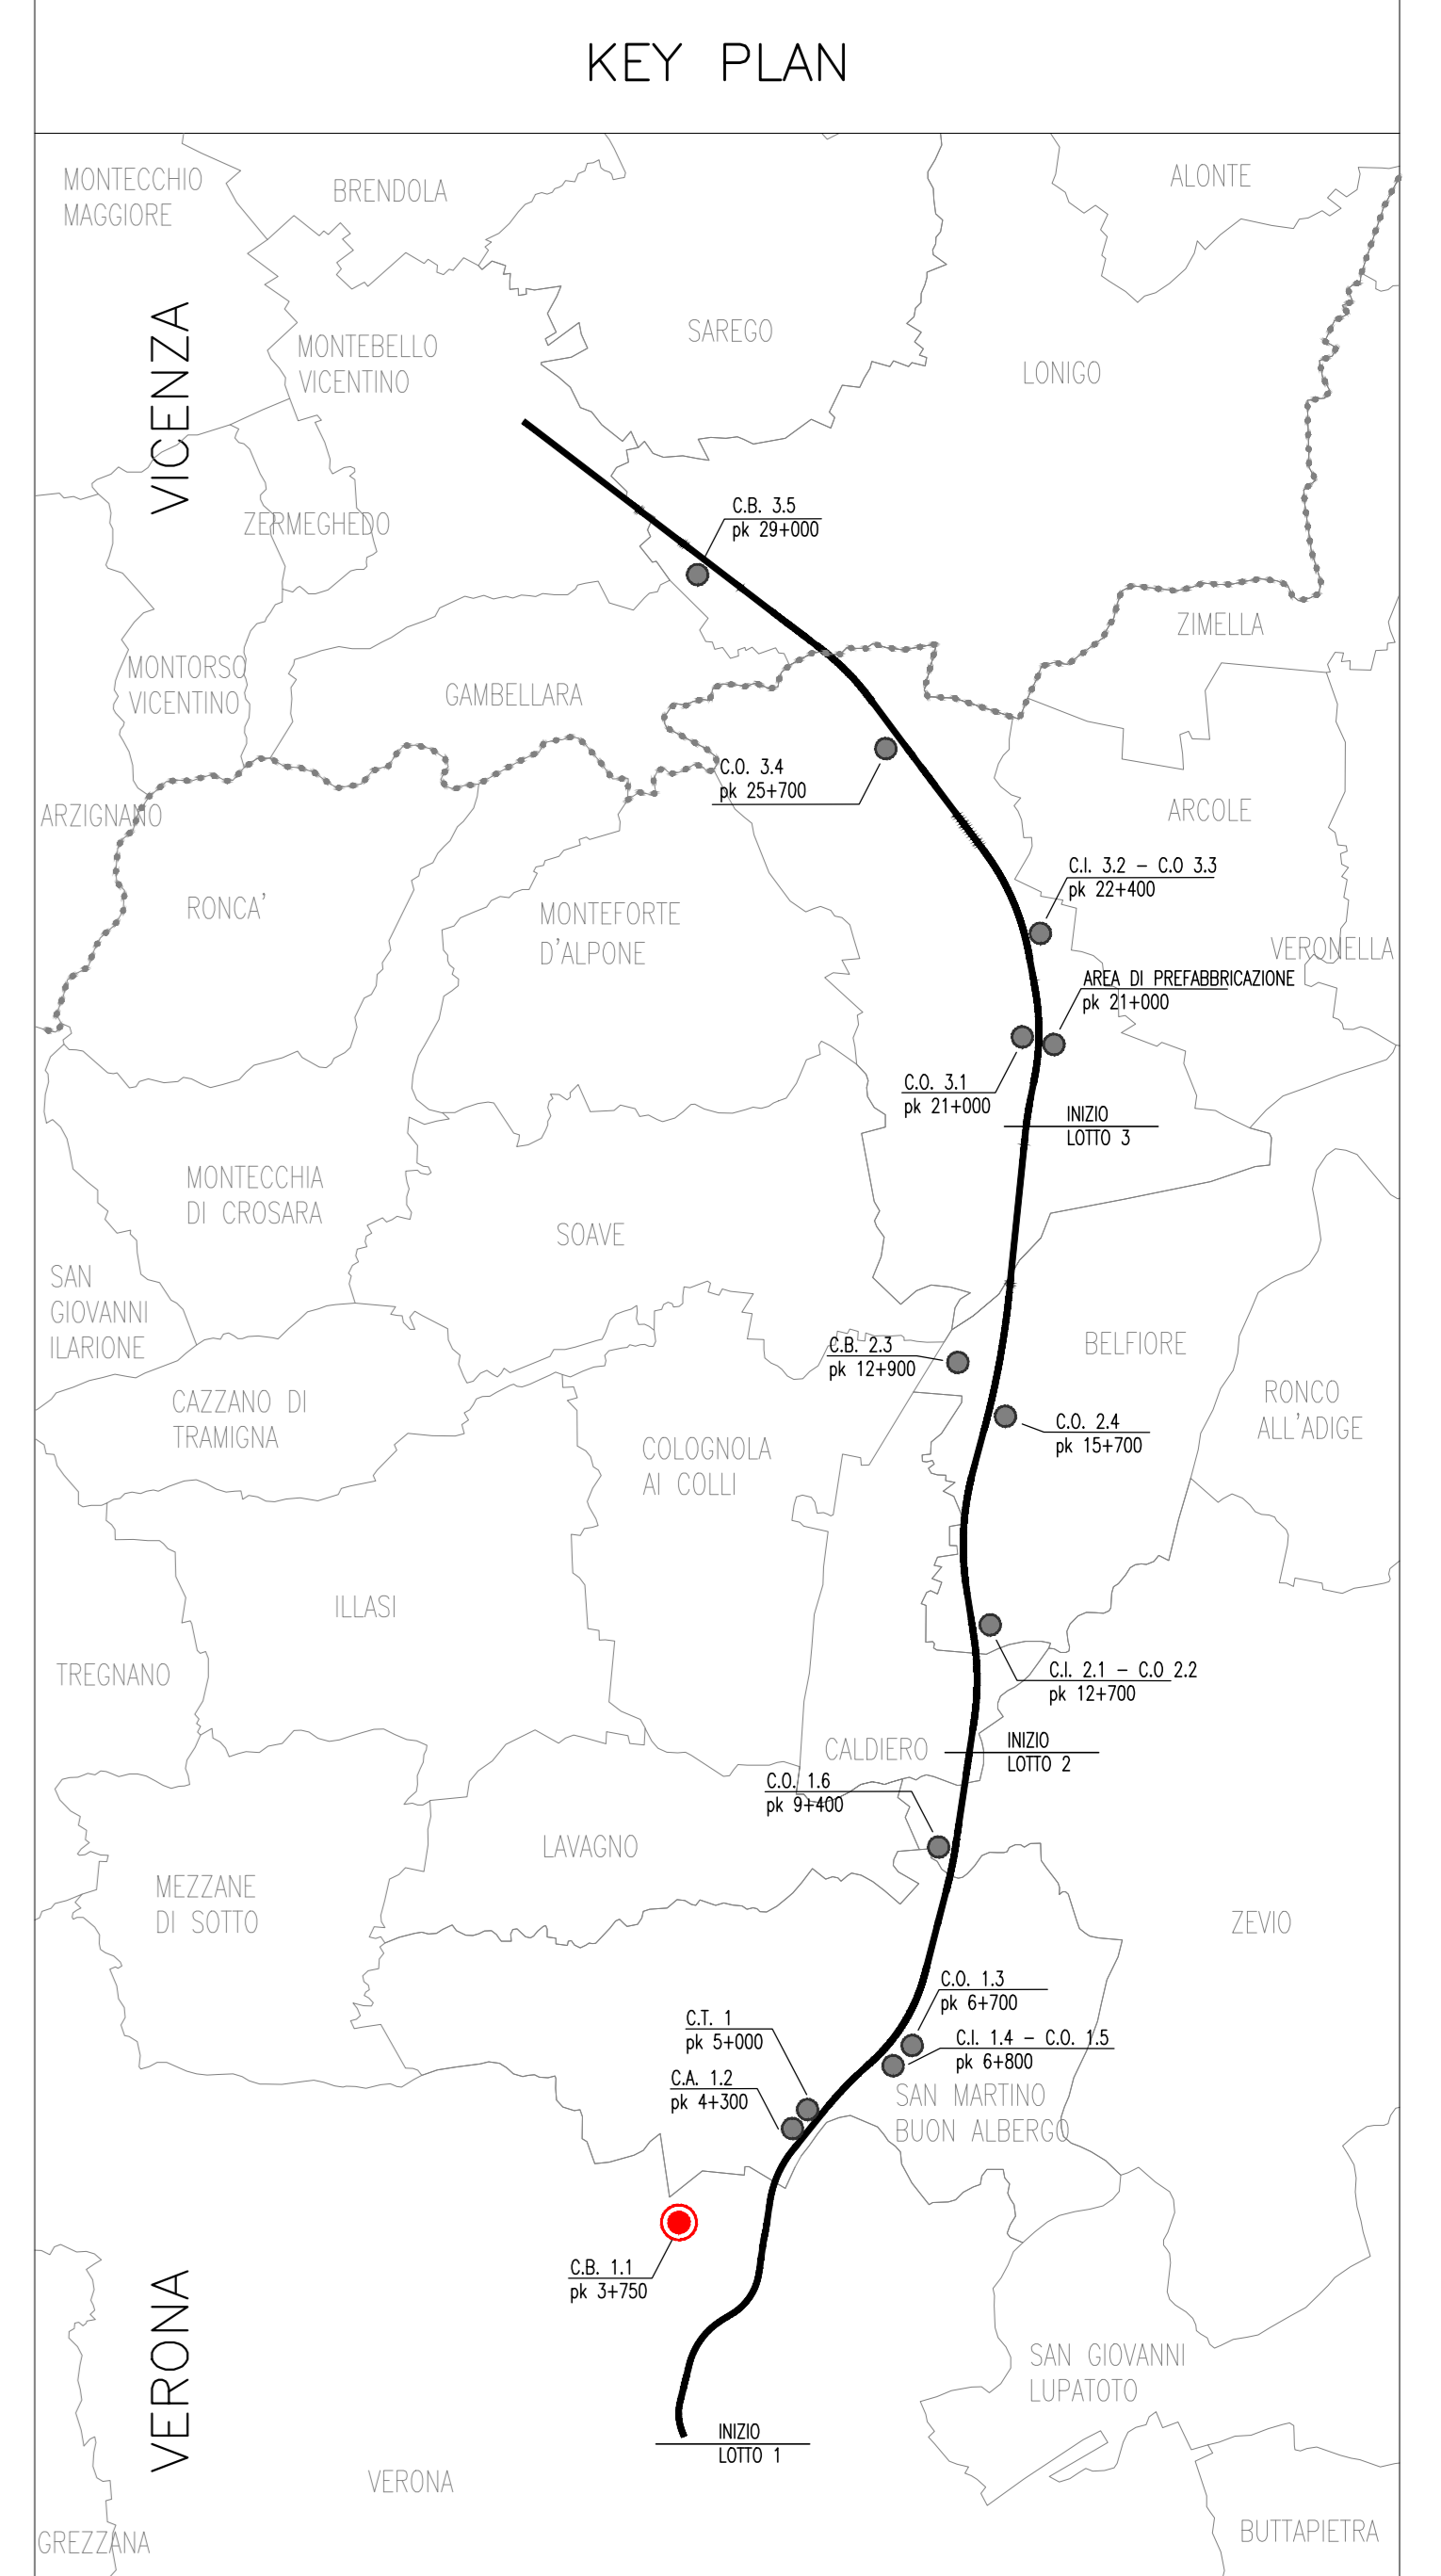 KEY PLAN
MONTECCHIO
MAGGIORE
BRENDOLA
ALONTE
VICENZA
MONTEBELLO
VICENTINO
SAREGO
LONIGO
C.B. 3.5
pk 29+000
ZERMEGHEDO
ZIMELLA
MONTORSO
VICENTINO
GAMBELLARA
C.O. 3.4
pk 25+700
ARZIGNANO
ARCOLE
C.I. 3.2 - C.O 3.3
pk 22+400
RONCA'
MONTEFORTE
D'ALPONE
VERONELLA
AREA DI PREFABBRICAZIONE
pk 21+000
C.O. 3.1
pk 21+000
INIZIO
LOTTO 3
MONTECCHIA
DI CROSARA
SOAVE
SAN
GIOVANNI
ILARIONE
C.B. 2.3
pk 12+900
BELFIORE
CAZZANO DI
TRAMIGNA
RONCO
ALL'ADIGE
C.O. 2.4
pk 15+700
COLOGNOLA
AI COLLI
ILLASI
TREGNANO
C.I. 2.1 - C.O 2.2
pk 12+700
CALDIERO
INIZIO
LOTTO 2
C.O. 1.6
pk 9+400
LAVAGNO
MEZZANE
DI SOTTO
ZEVIO
C.O. 1.3
pk 6+700
C.T. 1
pk 5+000
C.I. 1.4 - C.O. 1.5
pk 6+800
C.A. 1.2
pk 4+300
SAN MARTINO
BUON ALBERGO
C.B. 1.1
pk 3+750
VERONA
SAN GIOVANNI
LUPATOTO
INIZIO
LOTTO 1
VERONA
GREZZANA
BUTTAPIETRA